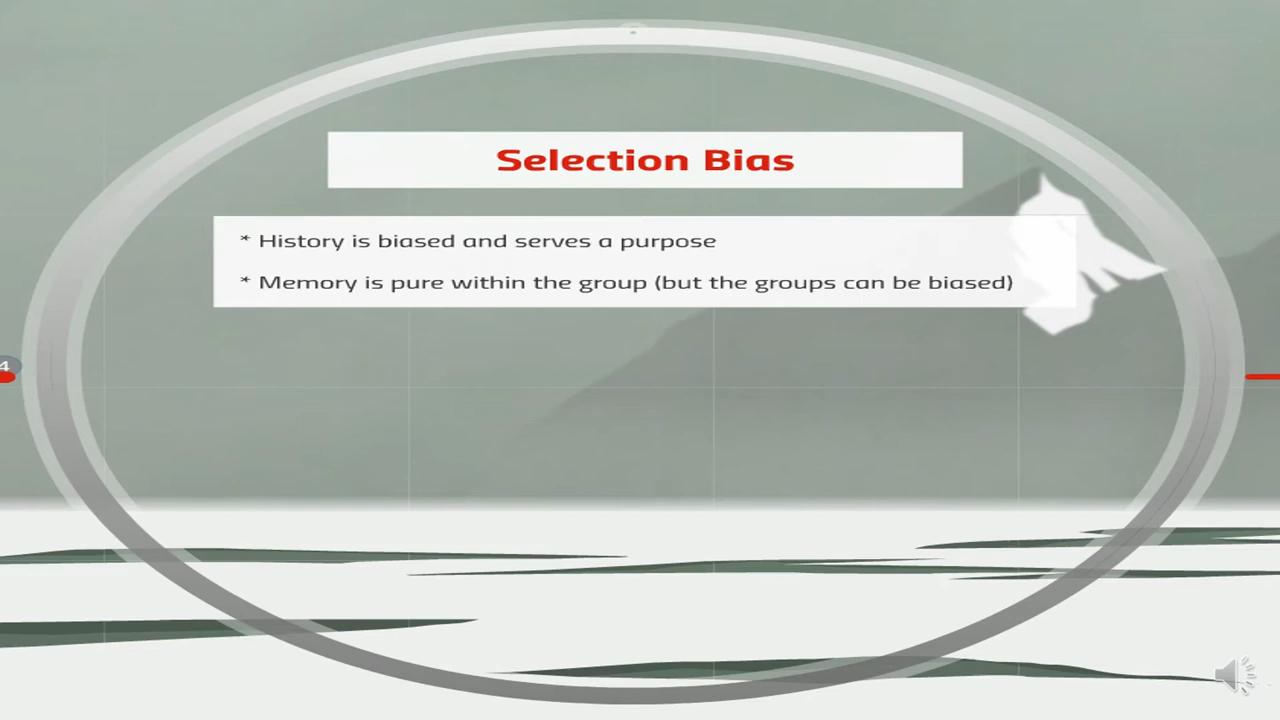 Selection Bias
* History is biased and serves a purpose
* Memory is pure within the group (but the groups can be biased)
4